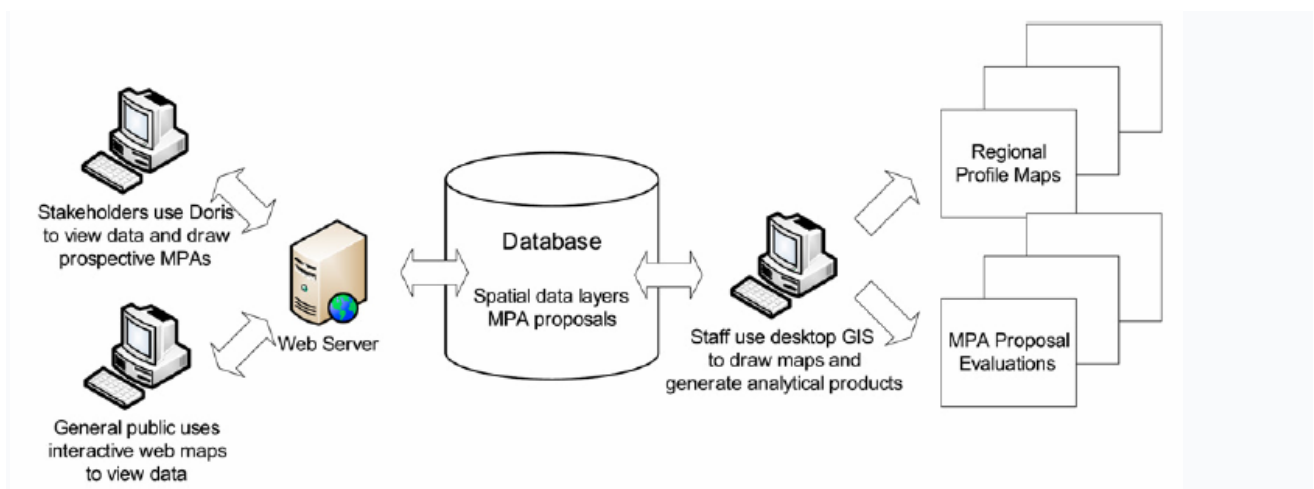 Stakeholders use Doris
to view data and draw
prospective MPAs
General public uses
interactive web maps
to view data
Web Server
Database
Spatial data layers
MPA proposals
Staff use desktop GIS
to draw maps and
generate analytical products
Regional
Profile Maps
MPA Proposal
Evaluations